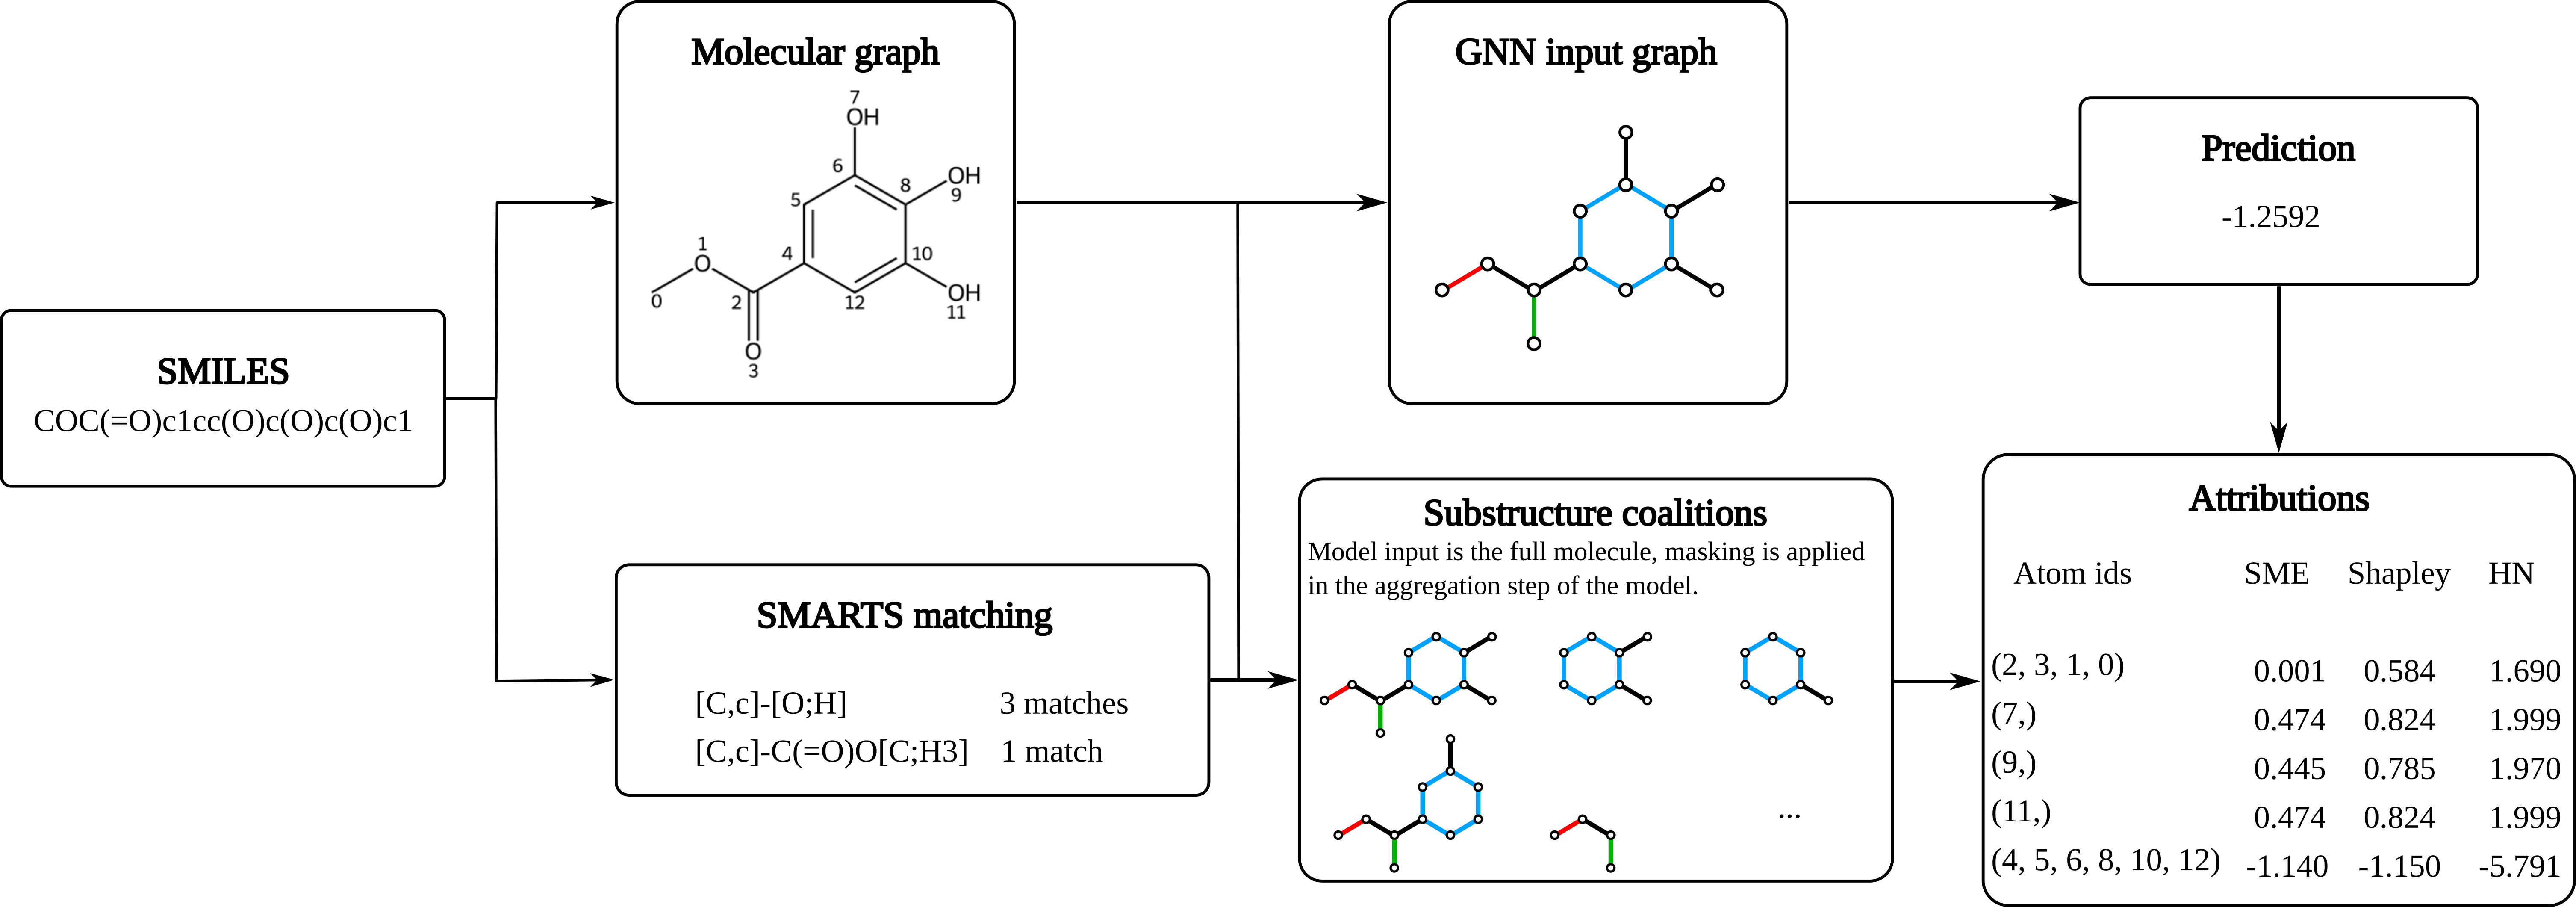 SMILES
COC(=O)c1cc(O)c(O)c(O)c1
Molecular graph
7
OH
6
8
OH
9
5
1
O
4
10
OH
11
0
2
12
O
3
SMARTS matching
[C,c]-[O;H] 3 matches
[C,c]-C(=O)O[C;H3] 1 match
GNN input graph
Substructure coalitions
Model input is the full molecule, masking is applied
in the aggregation step of the model.
...
Prediction
-1.2592
Attributions
Atom ids SME Shapley HN
(2, 3, 1, 0) 0.001 0.584 1.690
(7,) 0.474 0.824 1.999
(9,) 0.445 0.785 1.970
(11,) 0.474 0.824 1.999
(4, 5, 6, 8, 10, 12) -1.140 -1.150 -5.791